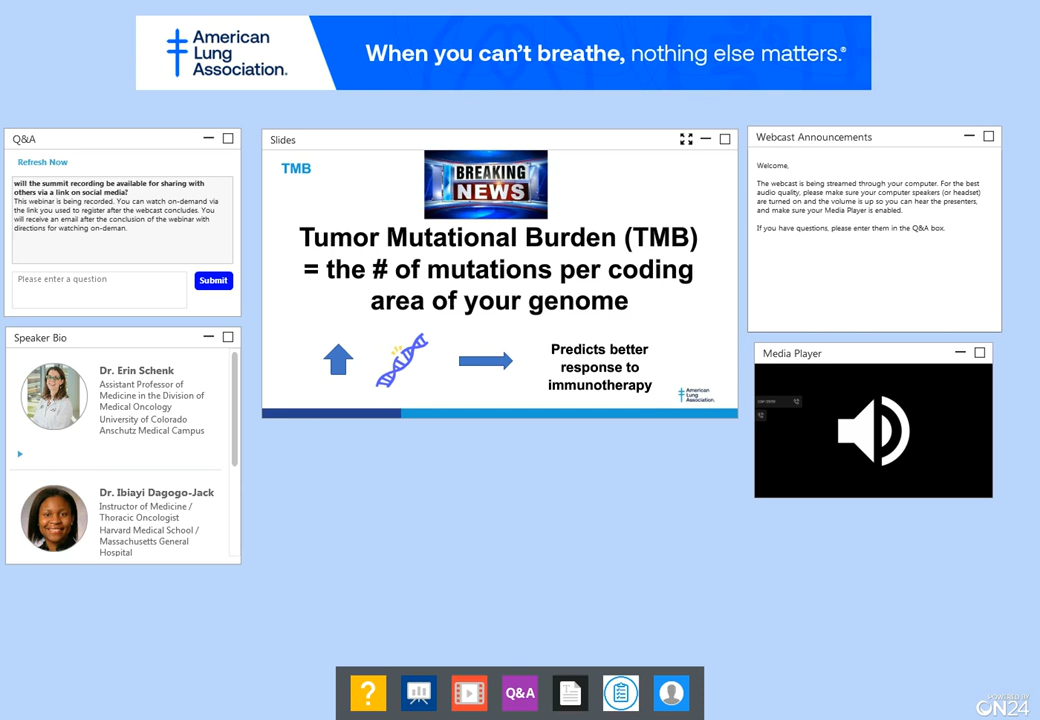 American
Lung
Association.
When you can't breathe, nothing else matters.®
Q&A
Refresh Now
will the summit recording be available for sharing with
others via a link on social media?
This webinar is being recorded. You can watch on-demand via
the link you used to register after the webcast concludes. You
will receive an email after the conclusion of the webinar with
directions for watching on-deman.
Please enter a question
Submit
Speaker Bio
Dr. Erin Schenk
Assistant Professor of
Medicine in the Division of
Medical Oncology
University of Colorado
Anschutz Medical Campus
Dr. Ibiayi Dagogo-Jack
Instructor of Medicine /
Thoracic Oncologist
Harvard Medical School /
Massachusetts General
Hospital
Slides
TMB
BREAKING
NEWS
Tumor Mutational Burden (TMB)
= the # of mutations per coding
area of your genome
Predicts better
response to
immunotherapy
American
Lung
Association.
Webcast Announcements
Welcome,
The webcast is being streamed through your computer. For the best
audio quality, please make sure your computer speakers (or headset)
are turned on and the volume is up so you can hear the presenters,
and make sure your Media Player is enabled.
If you have questions, please enter them in the Q&A box.
Media Player
?
Q&A
POWERED BY
ON24